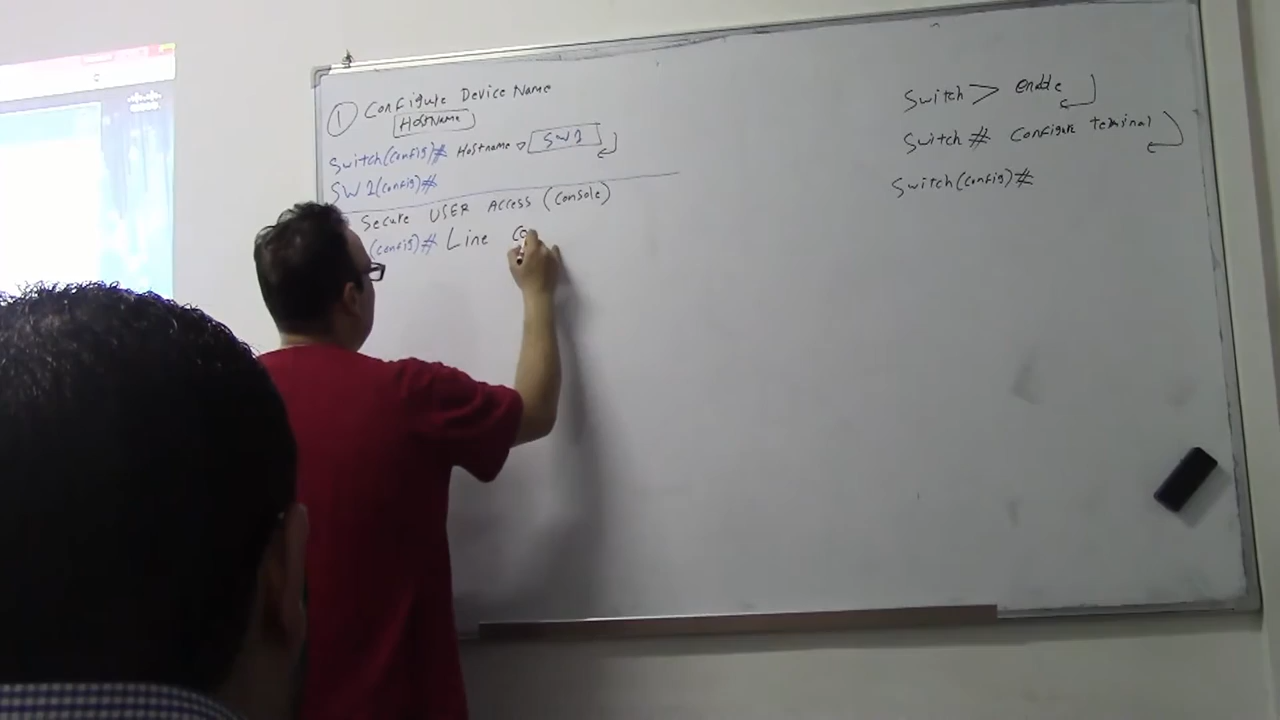 ① Configure Device Name
HostName
Switch(config)# Hostname SW1
SW1(config)#
Secure USER Access (Console)
(config)# Line Co
Switch> enable
Switch# Configure terminal
Switch(config)#